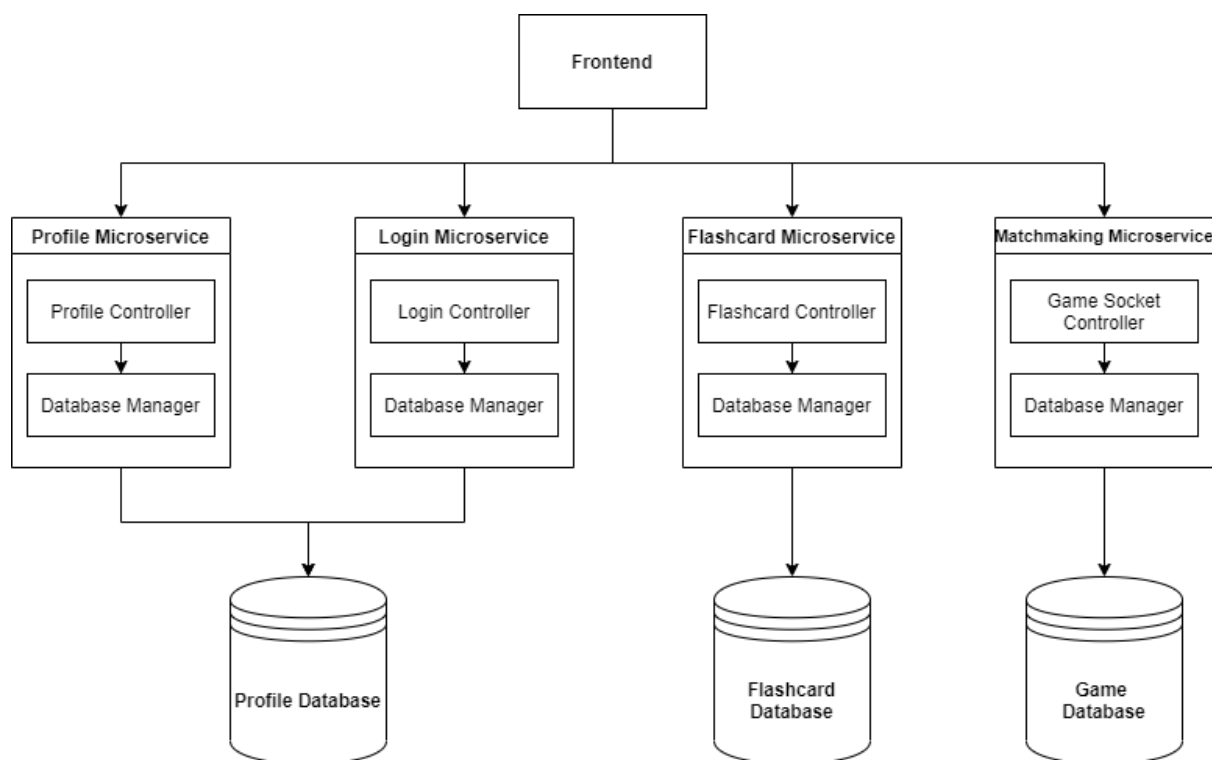 Frontend
Profile Microservice
Login Microservice
Flashcard Microservice
Matchmaking Microservice
Profile Controller
Login Controller
Flashcard Controller
Game Socket
Controller
Database Manager
Database Manager
Database Manager
Database Manager
Profile Database
Flashcard
Database
Game
Database